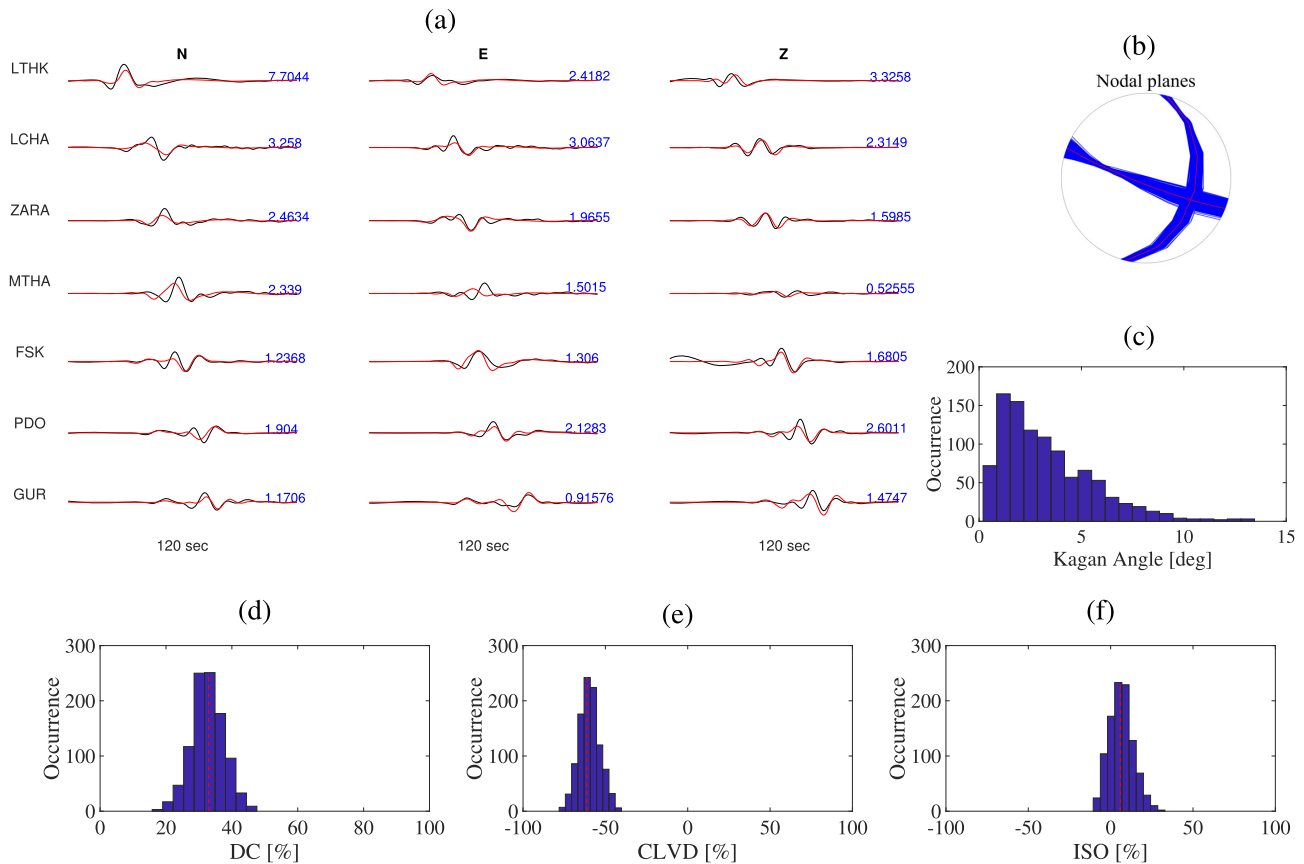 (a)
N E Z
LTHK 7.7044 2.4182 3.3258
LCHA 3.258 3.0637 2.3149
ZARA 2.4634 1.9655 1.5985
MTHA 2.339 1.5015 0.52555
FSK 1.2368 1.306 1.6805
PDO 1.904 2.1283 2.6011
GUR 1.1706 0.91576 1.4747
120 sec 120 sec 120 sec
(b)
Nodal planes
(c)
Occurrence
200
150
100
50
0
0 5 10 15
Kagan Angle [deg]
(d)
Occurrence
300
200
100
0
0 20 40 60 80 100
DC [%]
(e)
Occurrence
300
200
100
0
-100 -50 0 50 100
CLVD [%]
(f)
Occurrence
300
200
100
0
-100 -50 0 50 100
ISO [%]